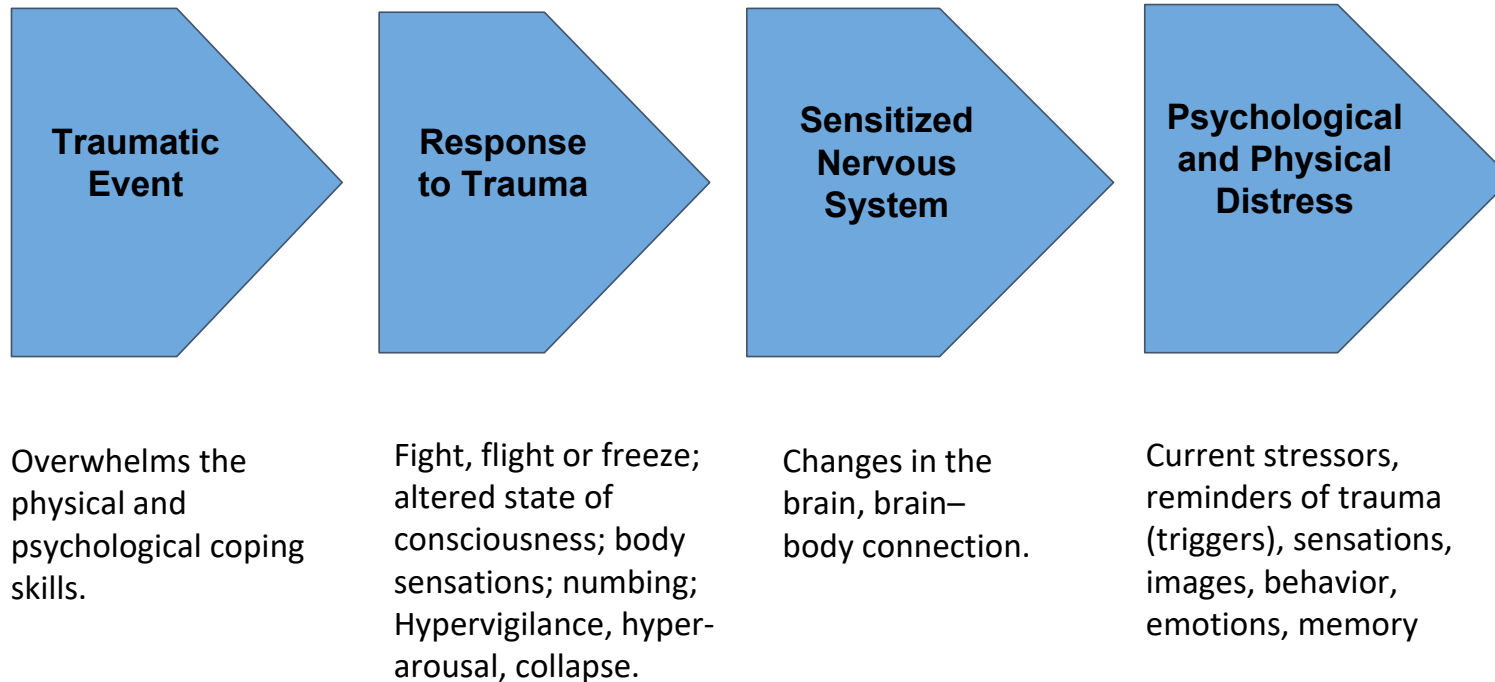 Traumatic
Event
Response
to Trauma
Sensitized
Nervous
System
Psychological
and Physical
Distress
Overwhelms the
physical and
psychological coping
skills.
Fight, flight or freeze;
altered state of
consciousness; body
sensations; numbing;
Hypervigilance, hyper-
arousal, collapse.
Changes in the
brain, brain–
body connection.
Current stressors,
reminders of trauma
(triggers), sensations,
images, behavior,
emotions, memory